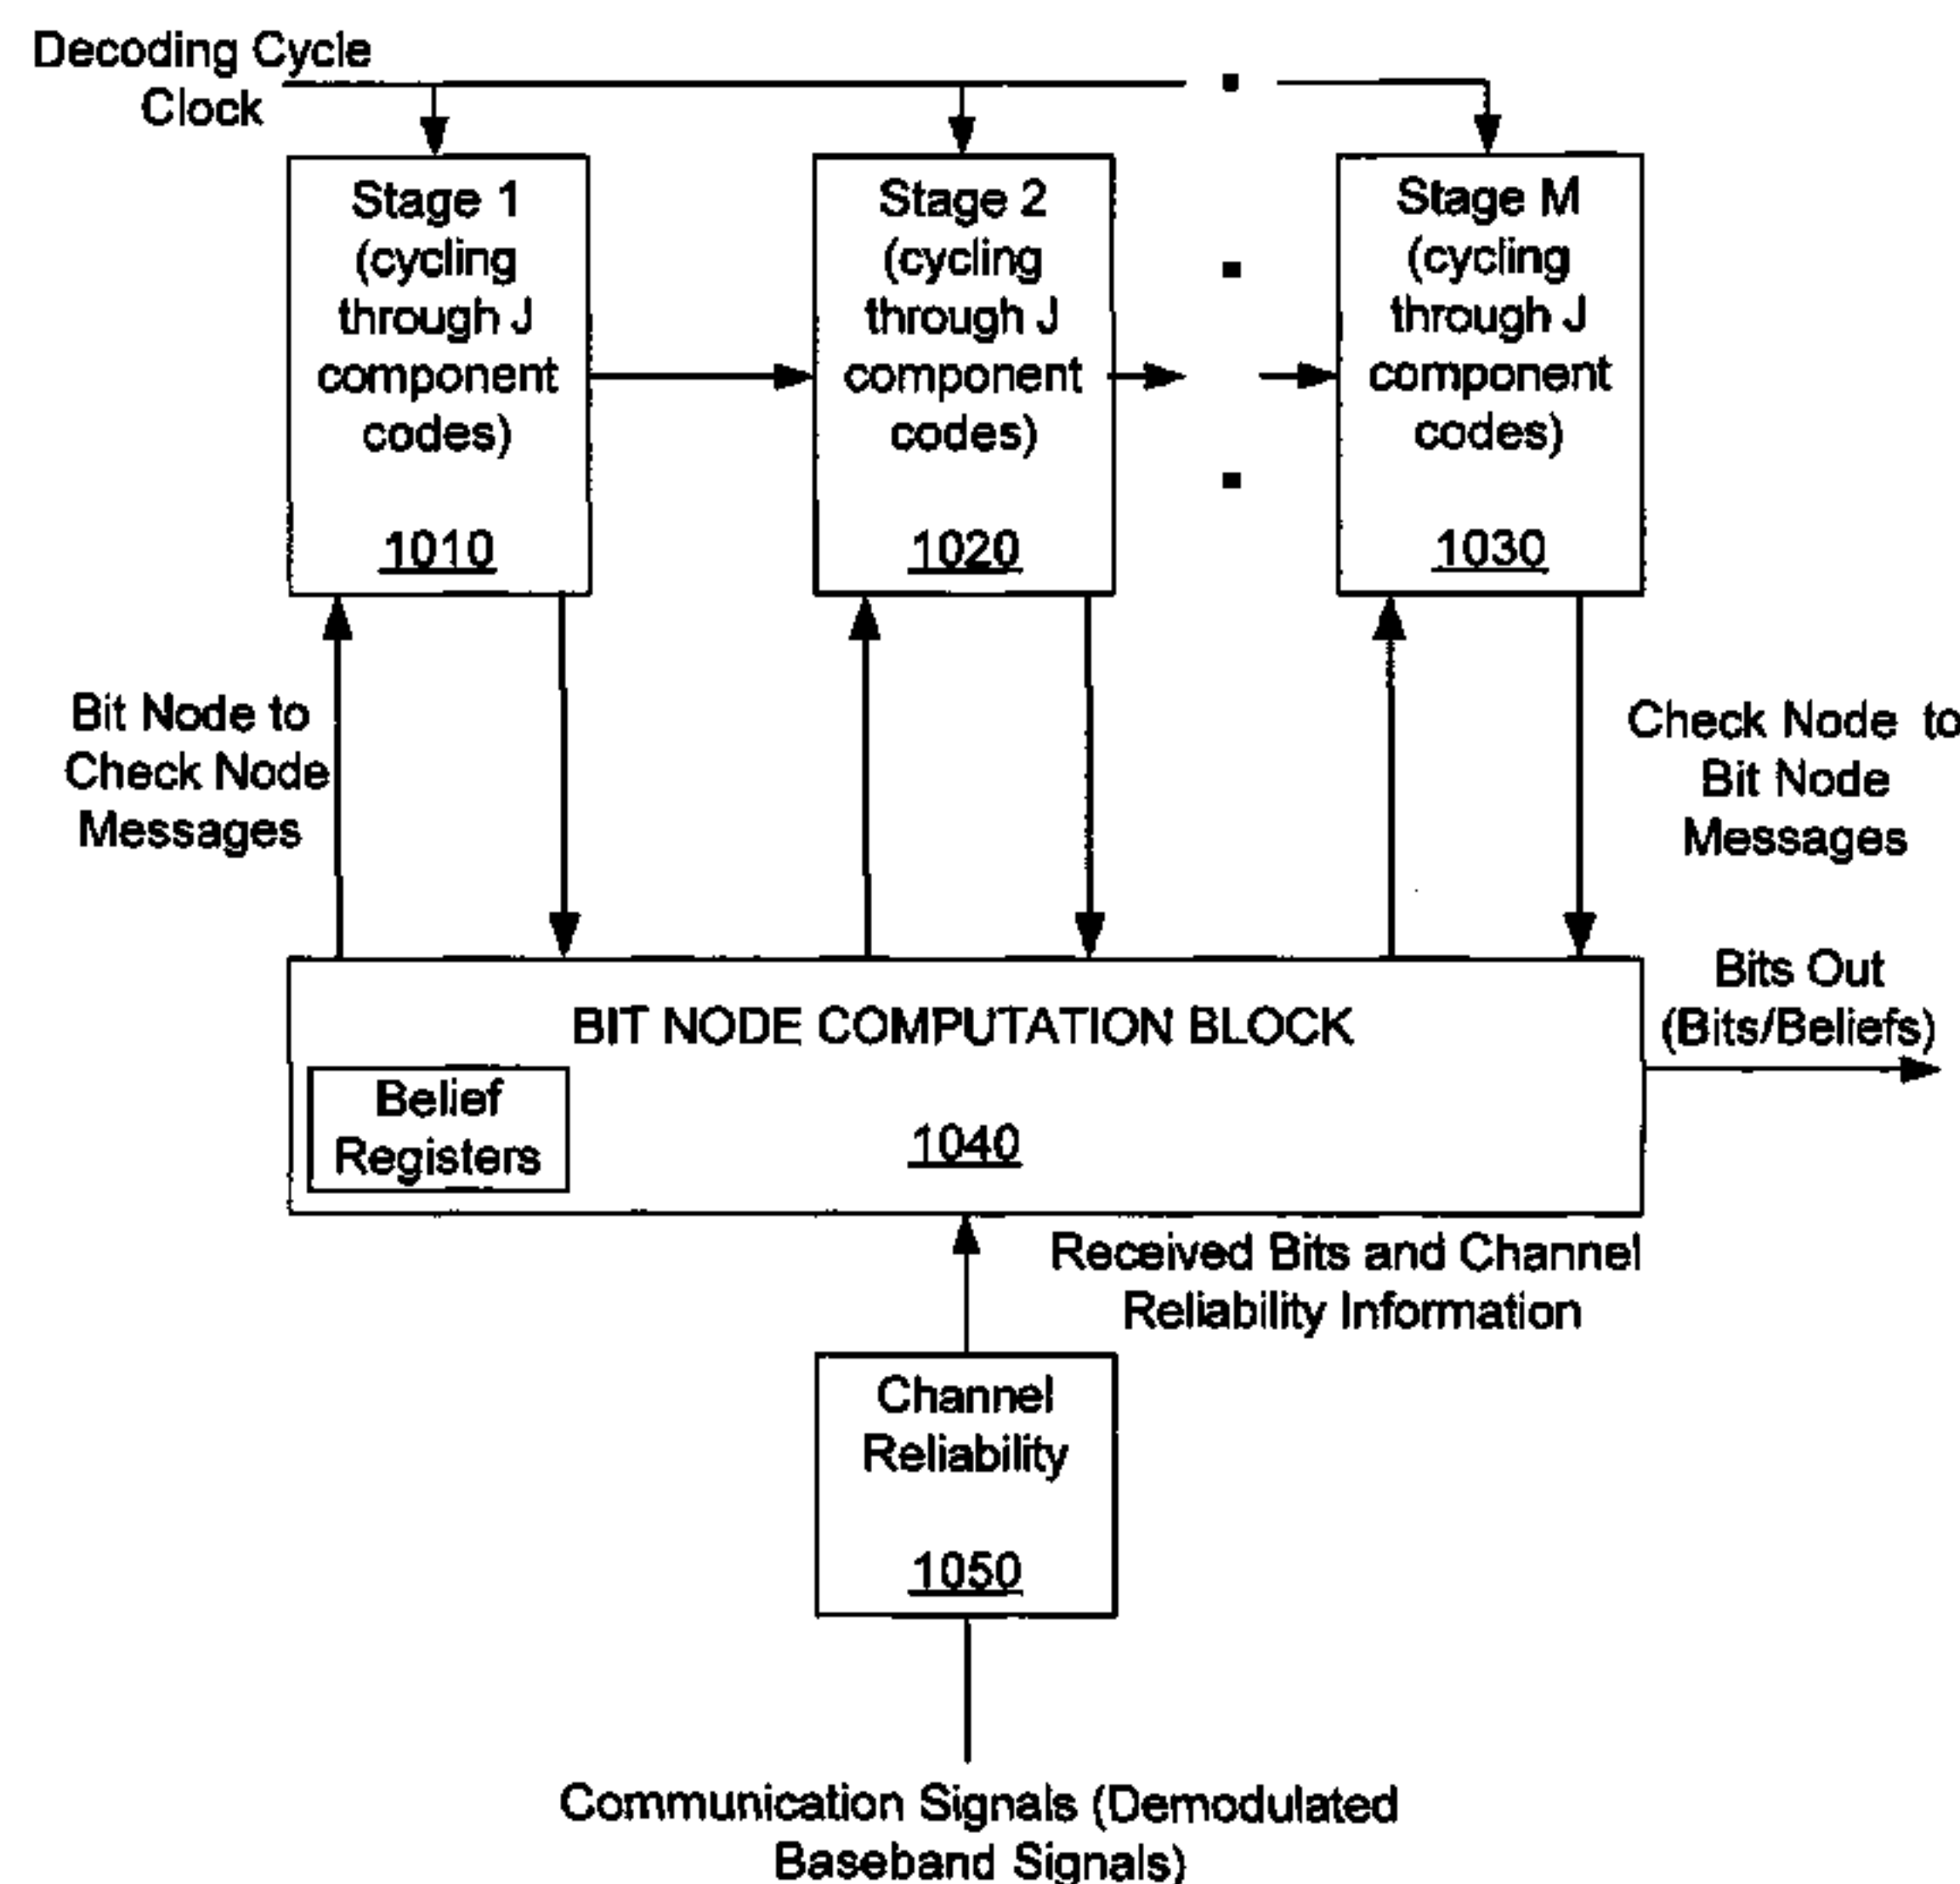 Decoding Cycle
Clock
Stage 1
(cycling
through J
component
codes)
1010
Stage 2
(cycling
through J
component
codes)
1020
Stage M
(cycling
through J
component
codes)
1030
Bit Node to
Check Node
Messages
Check Node to
Bit Node
Messages
BIT NODE COMPUTATION BLOCK
Belief
Registers
1040
Bits Out
(Bits/Beliefs)
Received Bits and Channel
Reliability Information
Channel
Reliability
1050
Communication Signals (Demodulated
Baseband Signals)